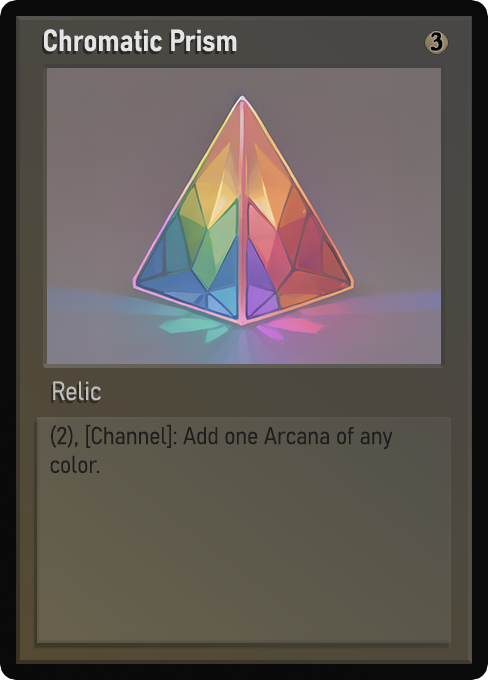 Chromatic Prism 3
Relic
(2), [Channel]: Add one Arcana of any
color.